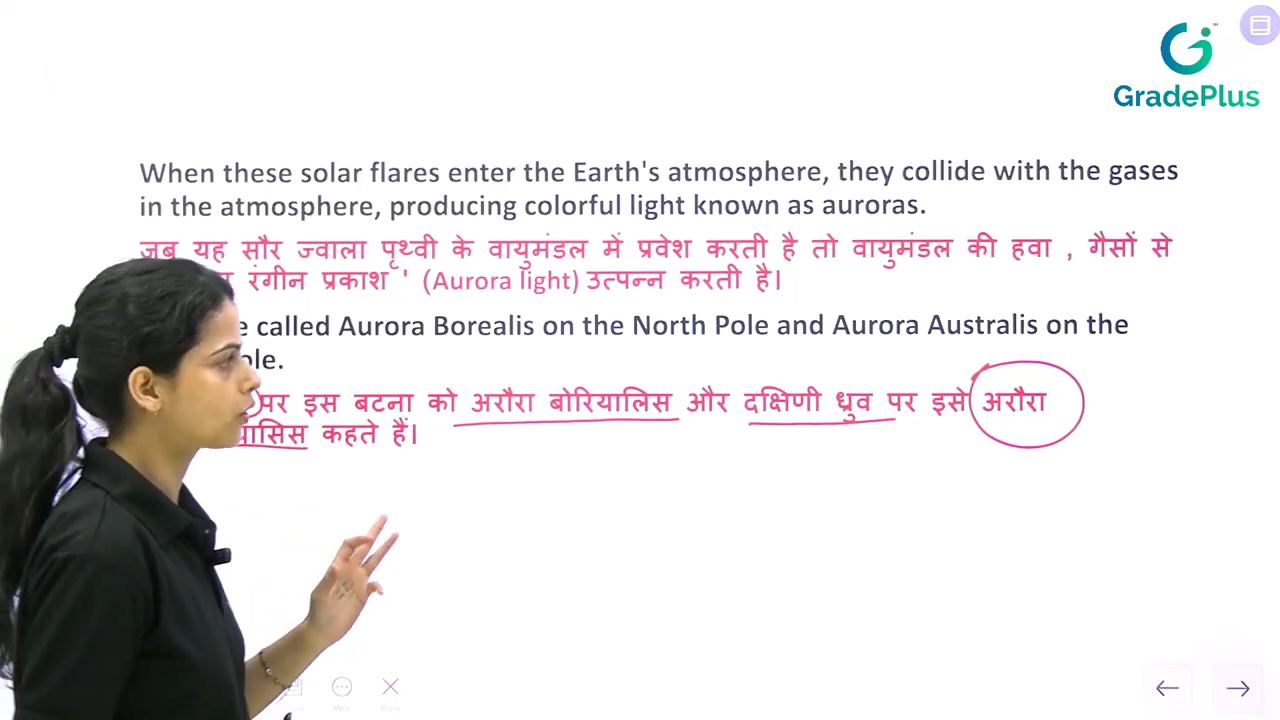 GradePlus
When these solar flares enter the Earth's atmosphere, they collide with the gases
in the atmosphere, producing colorful light known as auroras.
जब यह सौर ज्वाला पृथ्वी के वायुमंडल में प्रवेश करती है तो वायुमंडल की हवा , गैसों से
रंगीन प्रकाश ' (Aurora light) उत्पन्न करती है।
called Aurora Borealis on the North Pole and Aurora Australis on the
पर इस बटना को अरौरा बोरियालिस और दक्षिणी ध्रुव पर इसे अरौरा
कहते हैं।